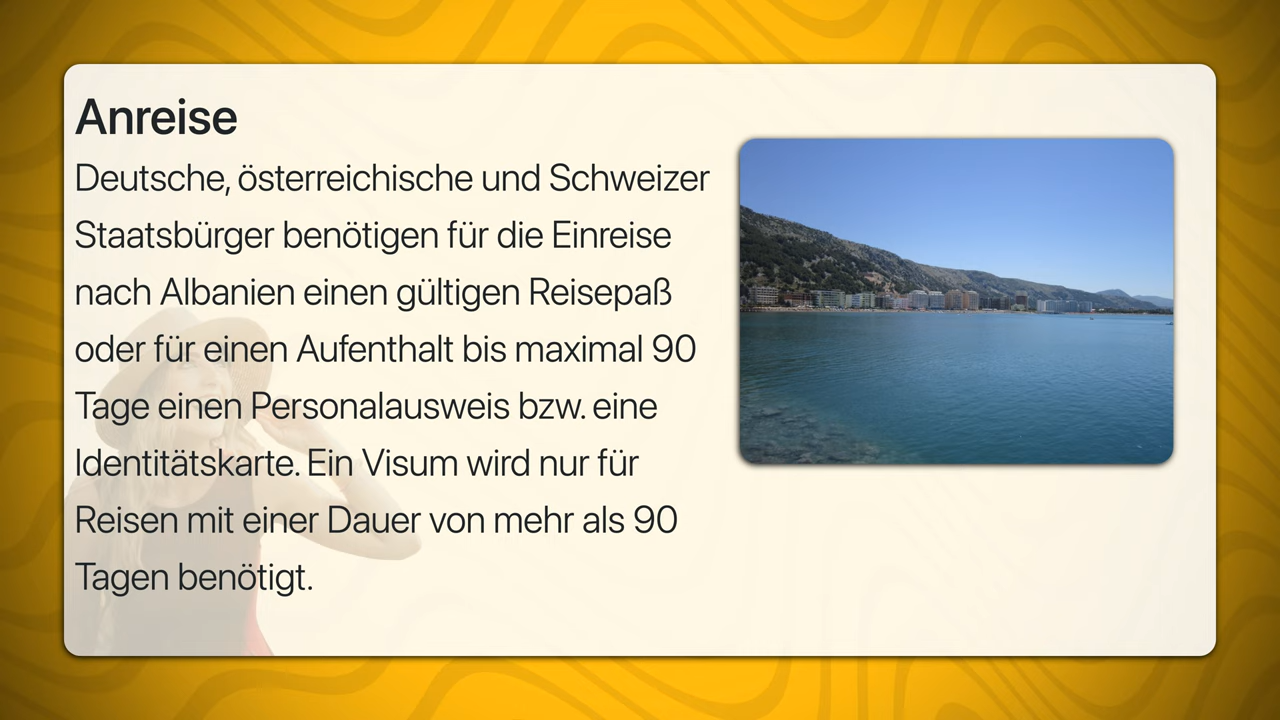 Anreise
Deutsche, österreichische und Schweizer
Staatsbürger benötigen für die Einreise
nach Albanien einen gültigen Reisepaß
oder für einen Aufenthalt bis maximal 90
Tage einen Personalausweis bzw. eine
Identitätskarte. Ein Visum wird nur für
Reisen mit einer Dauer von mehr als 90
Tagen benötigt.